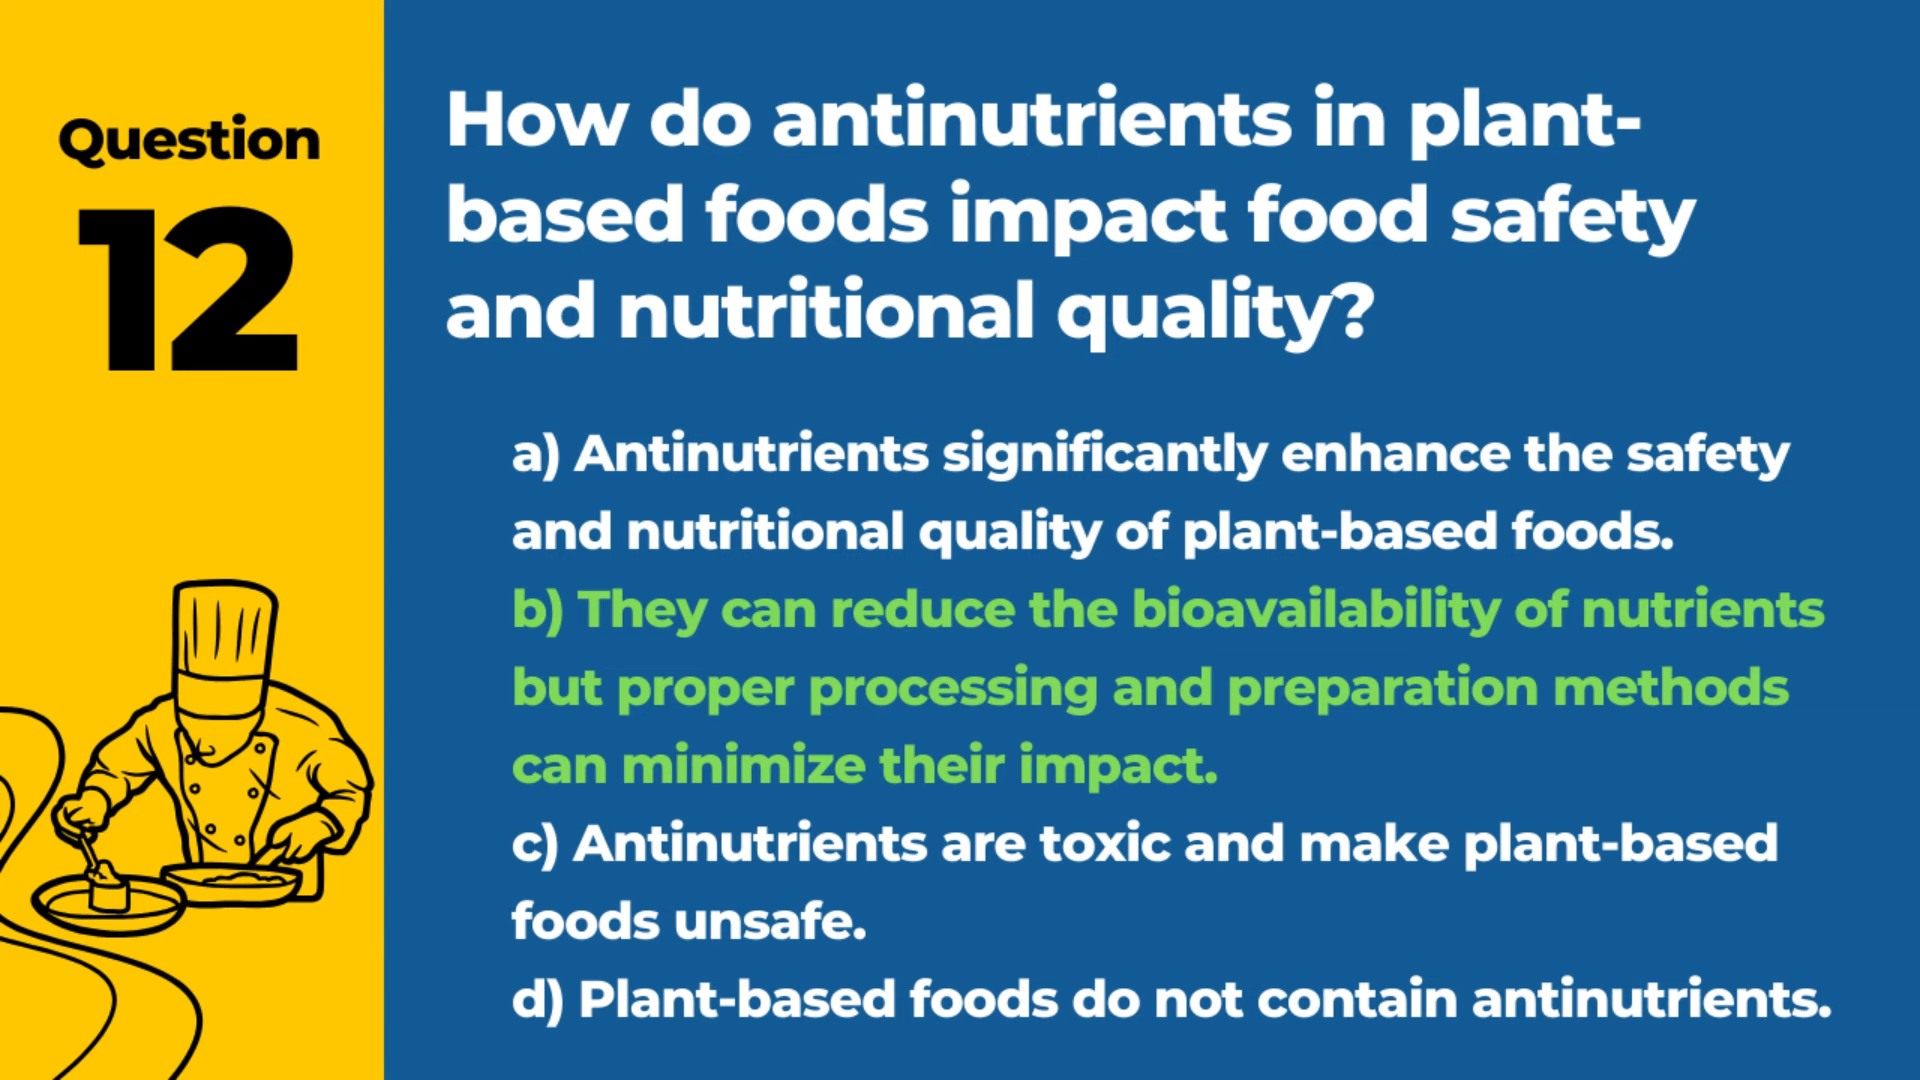 Question
12
How do antinutrients in plant-
based foods impact food safety
and nutritional quality?
a) Antinutrients significantly enhance the safety
and nutritional quality of plant-based foods.
b) They can reduce the bioavailability of nutrients
but proper processing and preparation methods
can minimize their impact.
c) Antinutrients are toxic and make plant-based
foods unsafe.
d) Plant-based foods do not contain antinutrients.